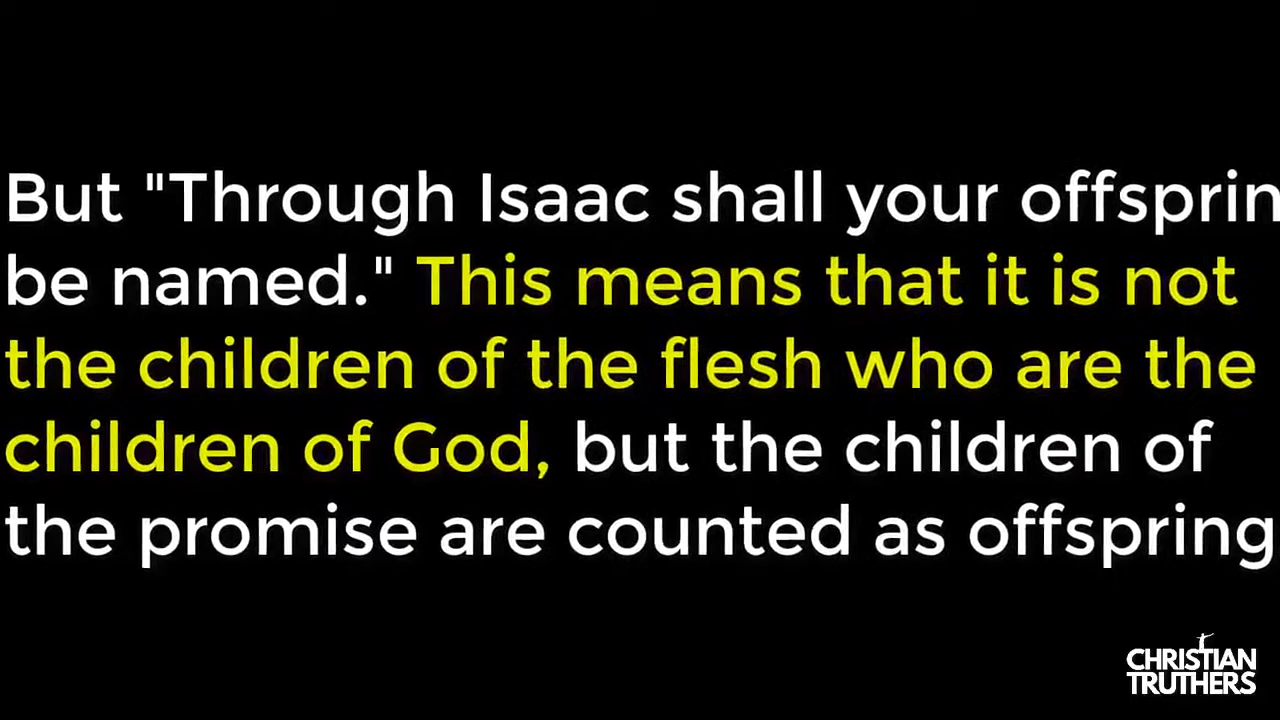 But "Through Isaac shall your offsprin
be named." This means that it is not
the children of the flesh who are the
children of God, but the children of
the promise are counted as offspring
CHRISTIAN
TRUTHERS